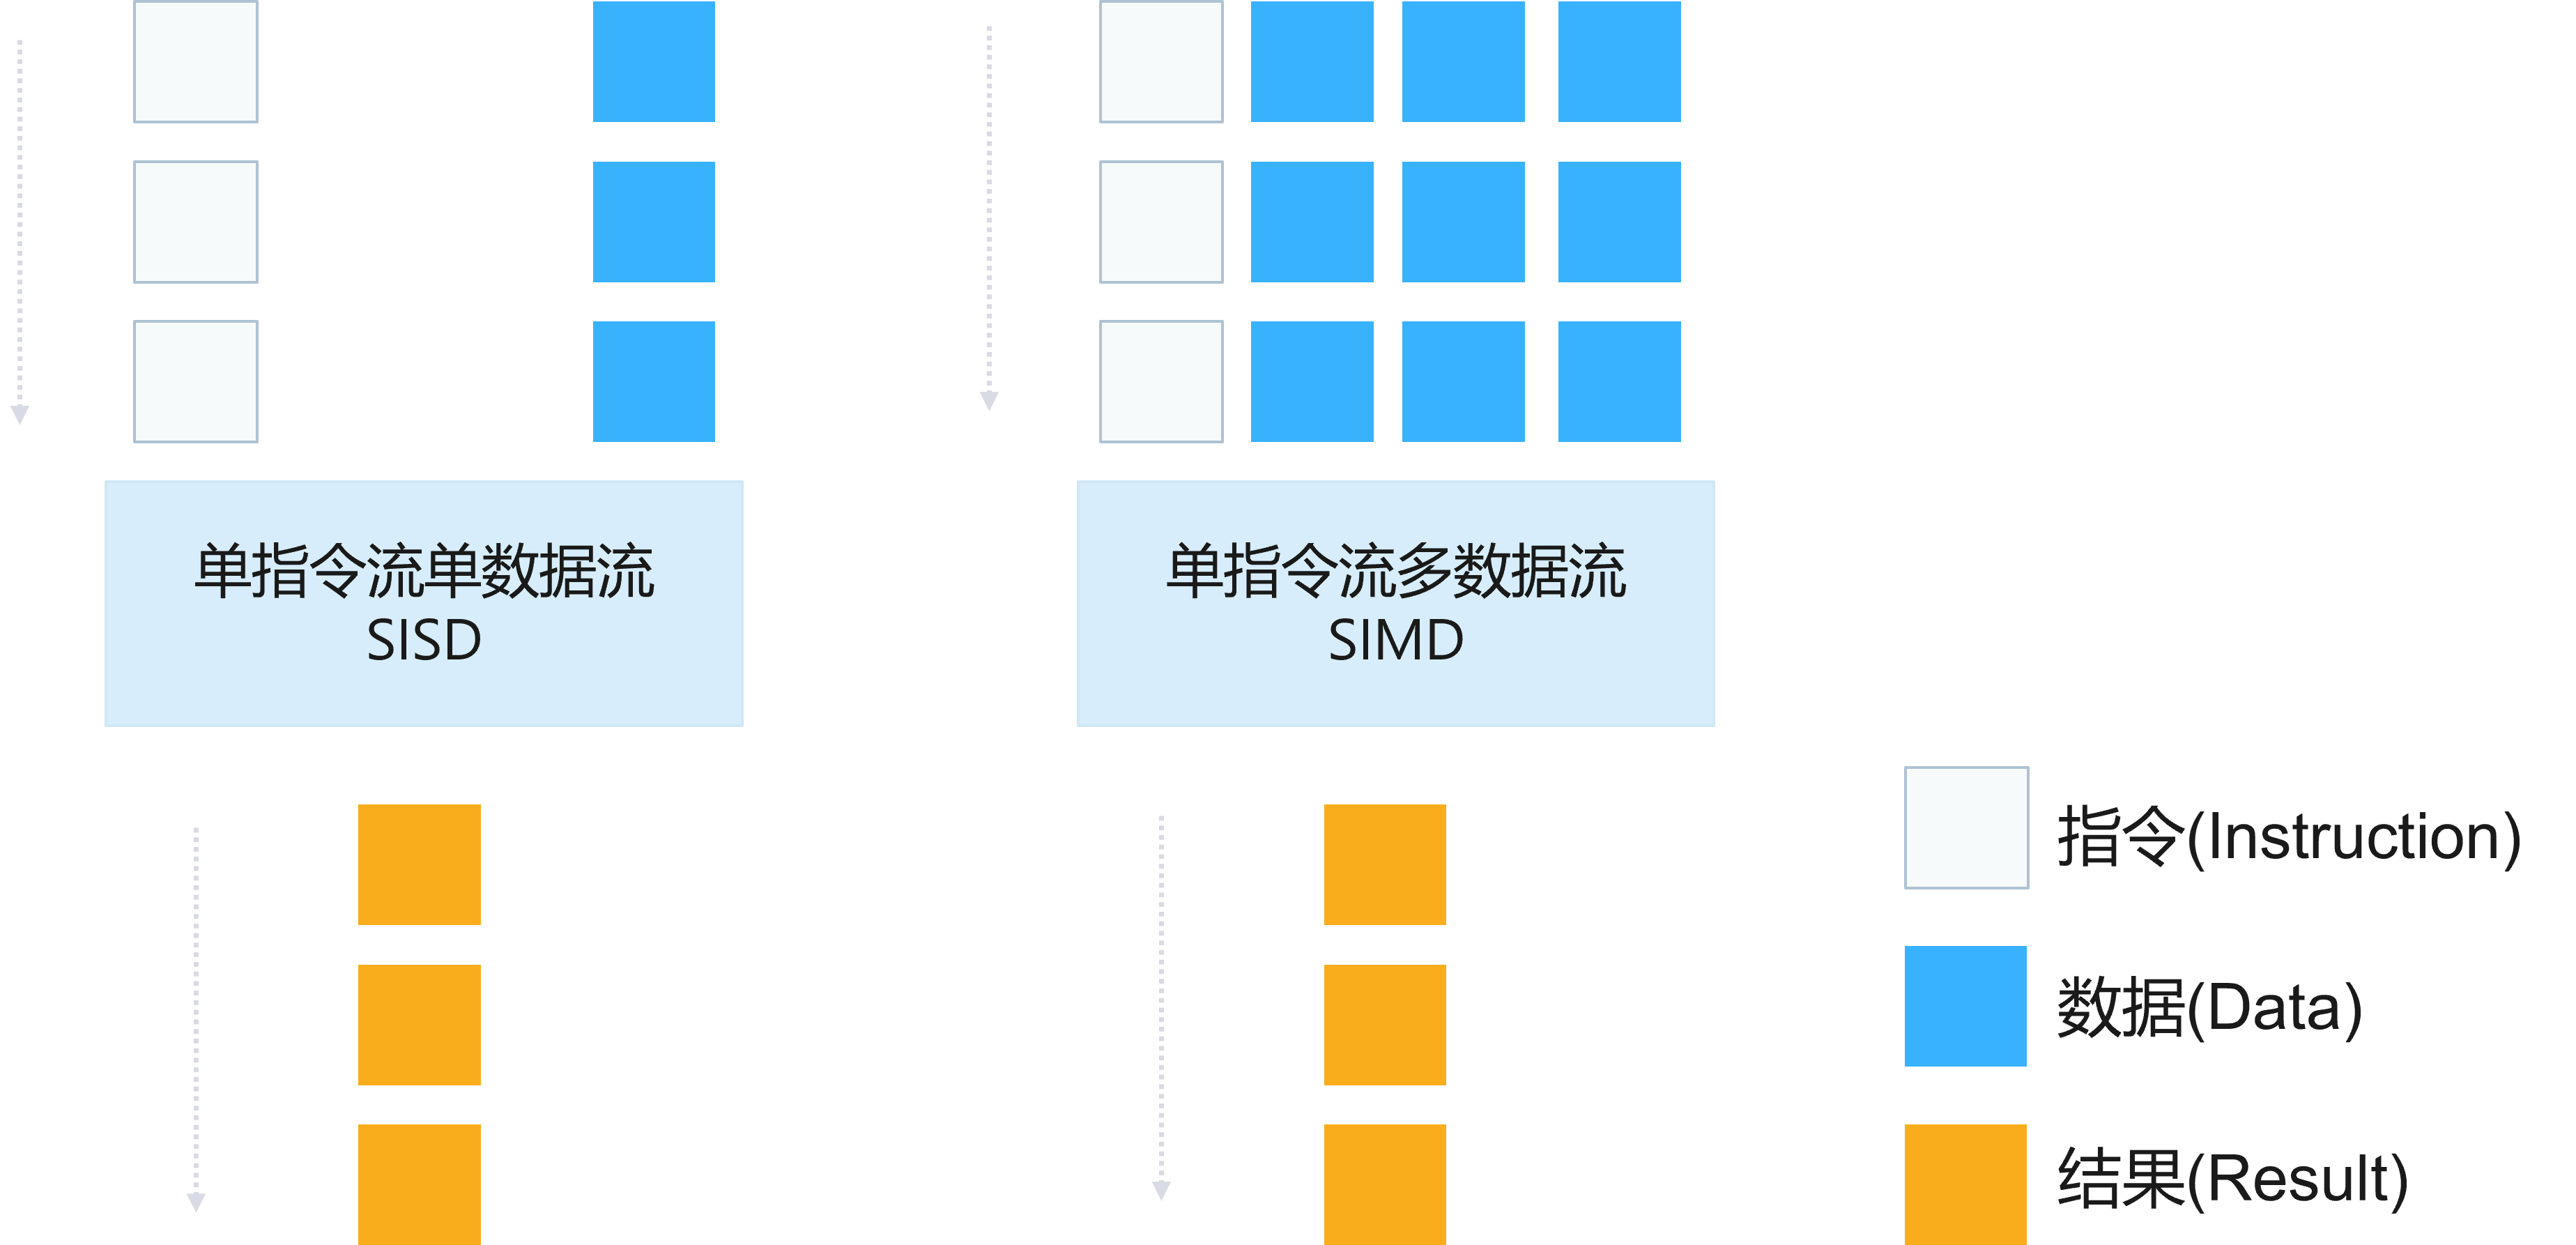 单指令流单数据流
SISD
单指令流多数据流
SIMD
指令(Instruction)
数据(Data)
结果(Result)